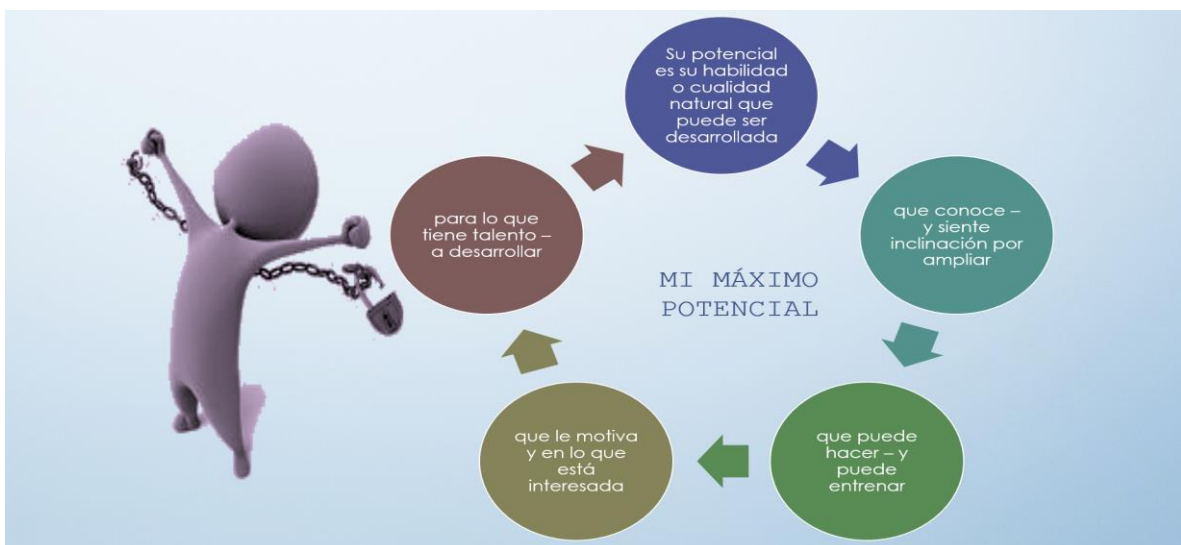 Su potencial
es su habilidad
o cualidad
natural que
puede ser
desarrollada
que conoce –
y siente
inclinación por
ampliar
que puede
hacer – y
puede
entrenar
que le motiva
y en lo que
está
interesada
para lo que
tiene talento –
a desarrollar
MI MÁXIMO
POTENCIAL